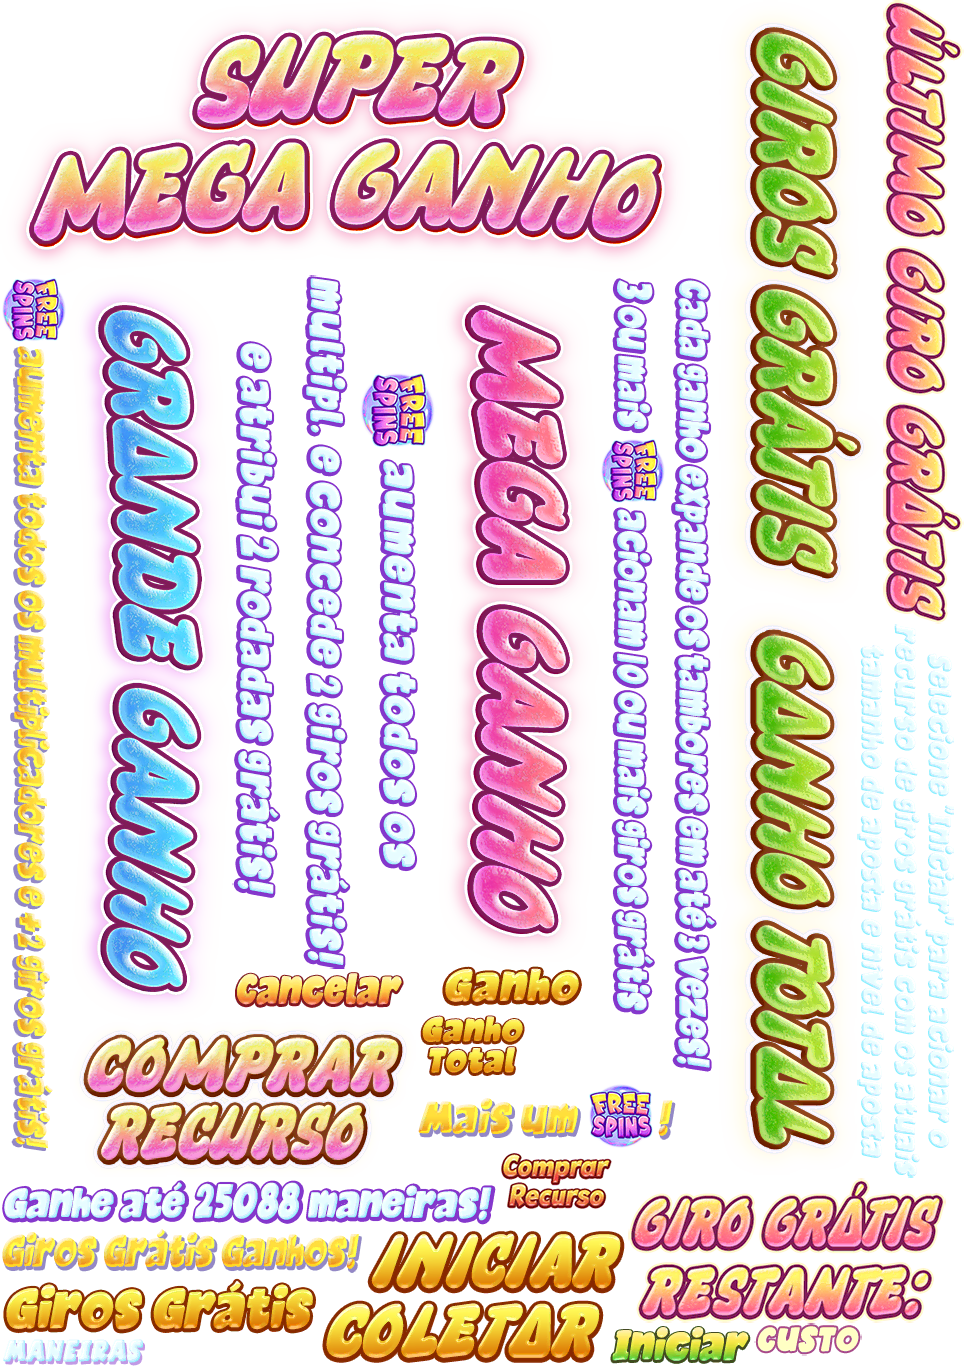 SUPER
MEGA GANHO
GIROS GRÁTIS
ÚLTIMO GIRO GRÁTIS
FREE SPINS aumenta todos os multiplicadores e +2 giros grátis!
GRANDE GANHO
FREE SPINS aumenta todos os
multipl. e concede 2 giros grátis!
e atribui 2 rodadas grátis!
MEGA GANHO
cada ganho expande os tambores em até 3 vezes!
3 ou mais FREE SPINS acionam 10 ou mais giros grátis
GANHO TOTAL
Selecione "Iniciar" para acionar o
recurso de giros grátis com os atuais
tamanho de aposta e nível de aposta
Cancelar
Ganho
Ganho
Total
COMPRAR
RECURSO
Mais um FREE SPINS !
Comprar
Recurso
Ganhe até 25088 maneiras!
Giros Grátis Ganhos!
Giros Grátis
MANEIRAS
INICIAR
COLETAR
GIRO GRÁTIS
RESTANTE:
Iniciar
CUSTO